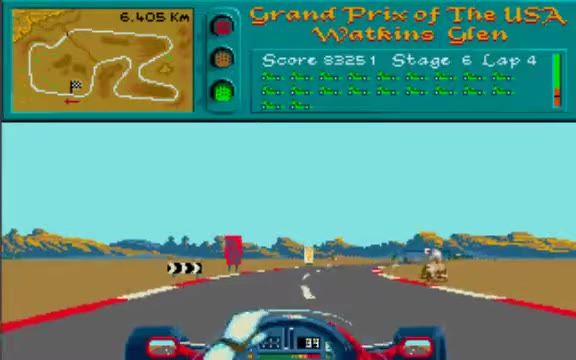 6.405 Km
Grand Prix of The USA
Watkins Glen
Score 83251 Stage 6 Lap 4